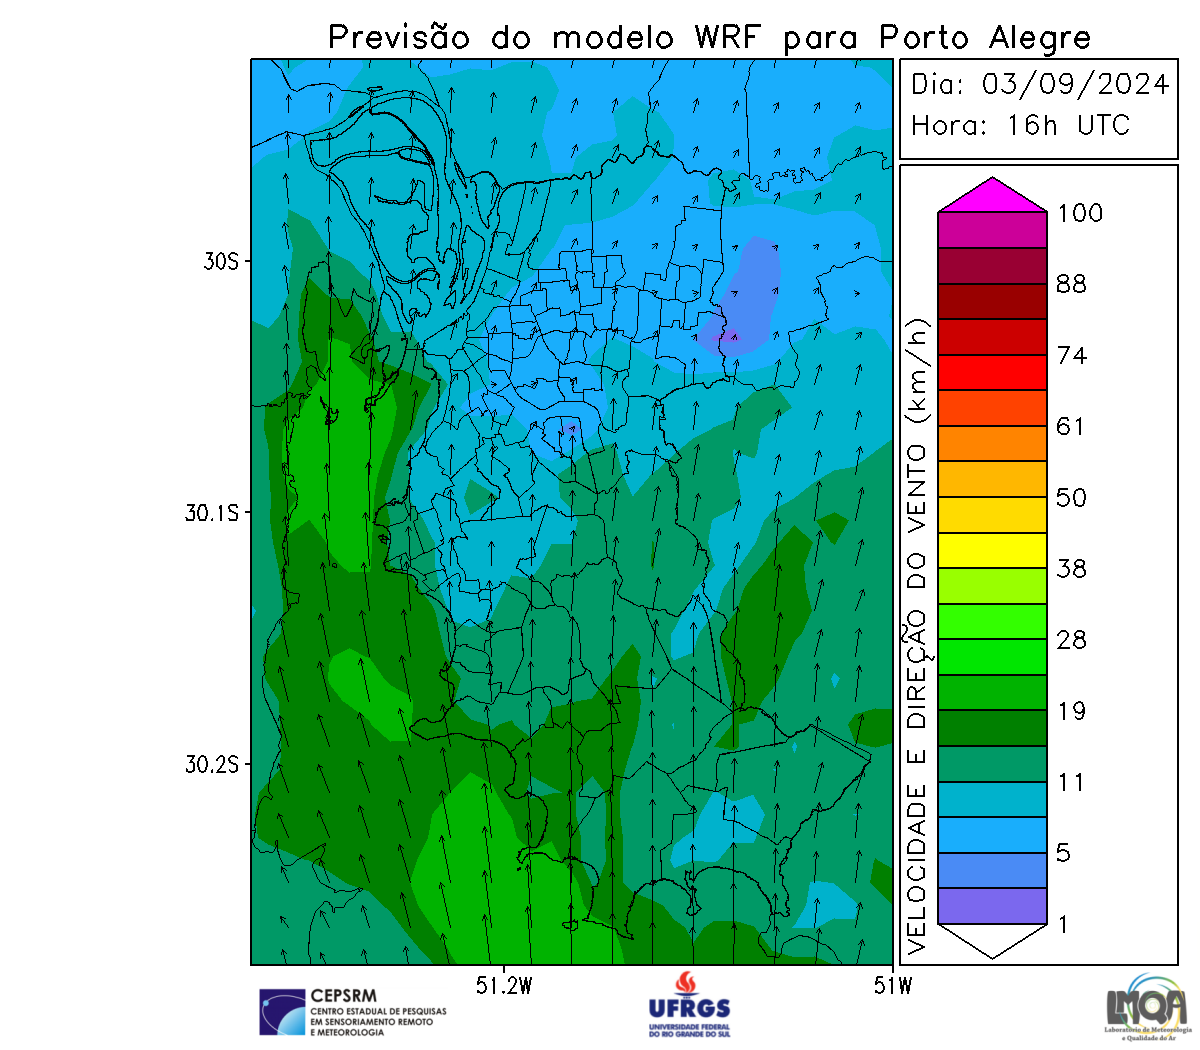 Previsão do modelo WRF para Porto Alegre
Dia: 03/09/2024
Hora: 16h UTC
30S
30.1S
30.2S
51.2W
51W
VELOCIDADE E DIREÇÃO DO VENTO (km/h)
100
88
74
61
50
38
28
19
11
5
1
CEPSRM
CENTRO ESTADUAL DE PESQUISAS
EM SENSORIAMENTO REMOTO
E METEOROLOGIA
UFRGS
UNIVERSIDADE FEDERAL
DO RIO GRANDE DO SUL
LMQA
Laboratório de Meteorologia
e Qualidade do Ar